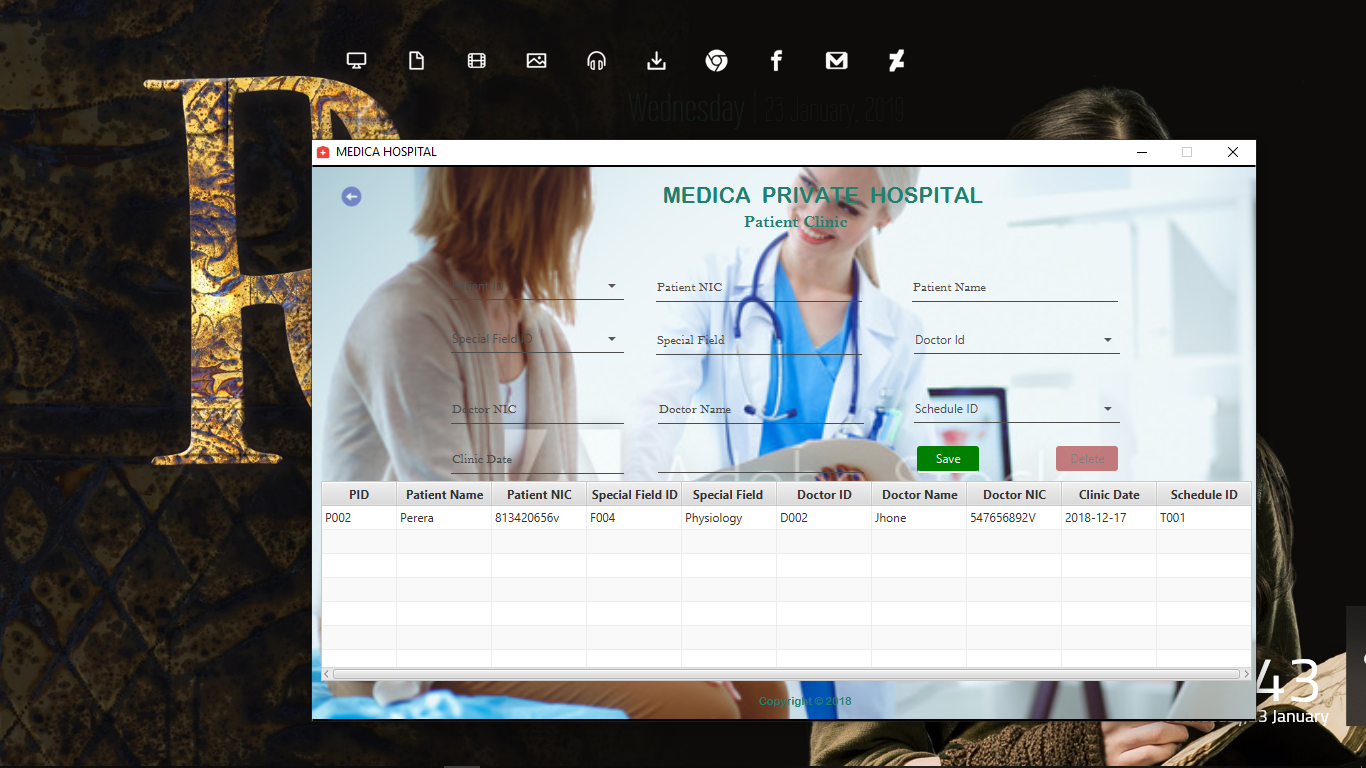 Wednesday | 23 January, 2019
MEDICA HOSPITAL
MEDICA PRIVATE HOSPITAL
Patient Clinic
Patient NIC Patient Name
Special Field ID Special Field Doctor Id
Doctor NIC Doctor Name Schedule ID
Clinic Date Save Delete
PID Patient Name Patient NIC Special Field ID Special Field Doctor ID Doctor Name Doctor NIC Clinic Date Schedule ID
P002 Perera 813420656v F004 Physiology D002 Jhone 547656892V 2018-12-17 T001
43
Copyright © 2018
3 January